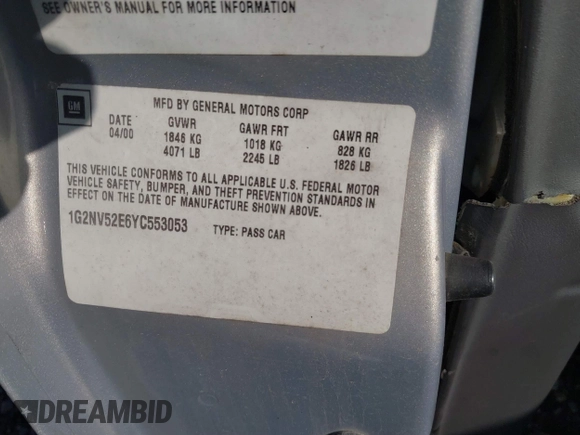 SEE OWNER'S MANUAL FOR MORE INFORMATION
GM
MFD BY GENERAL MOTORS CORP
DATE GVWR GAWR FRT GAWR RR
04/00 1846 KG 1018 KG 828 KG
4071 LB 2245 LB 1826 LB
THIS VEHICLE CONFORMS TO ALL APPLICABLE U.S. FEDERAL MOTOR
VEHICLE SAFETY, BUMPER, AND THEFT PREVENTION STANDARDS IN
EFFECT ON THE DATE OF MANUFACTURE SHOWN ABOVE.
1G2NV52E6YC553053 TYPE: PASS CAR
DREAMBID